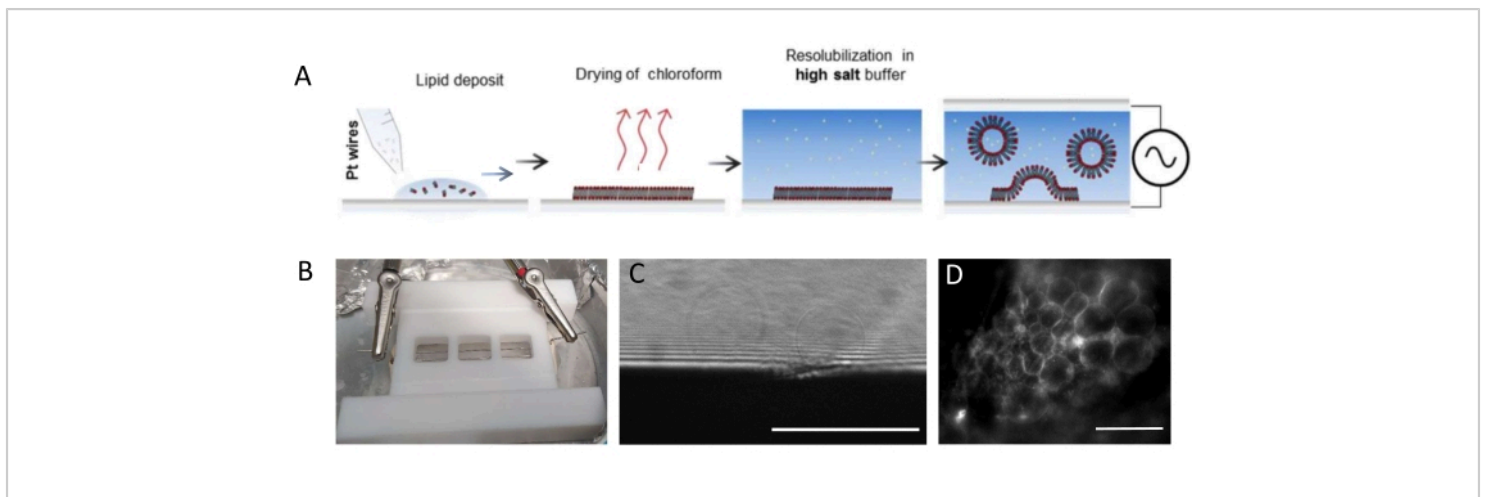 A
Lipid deposit
Drying of chloroform
Resolubilization in
high salt buffer
Pt wires
B
C
D